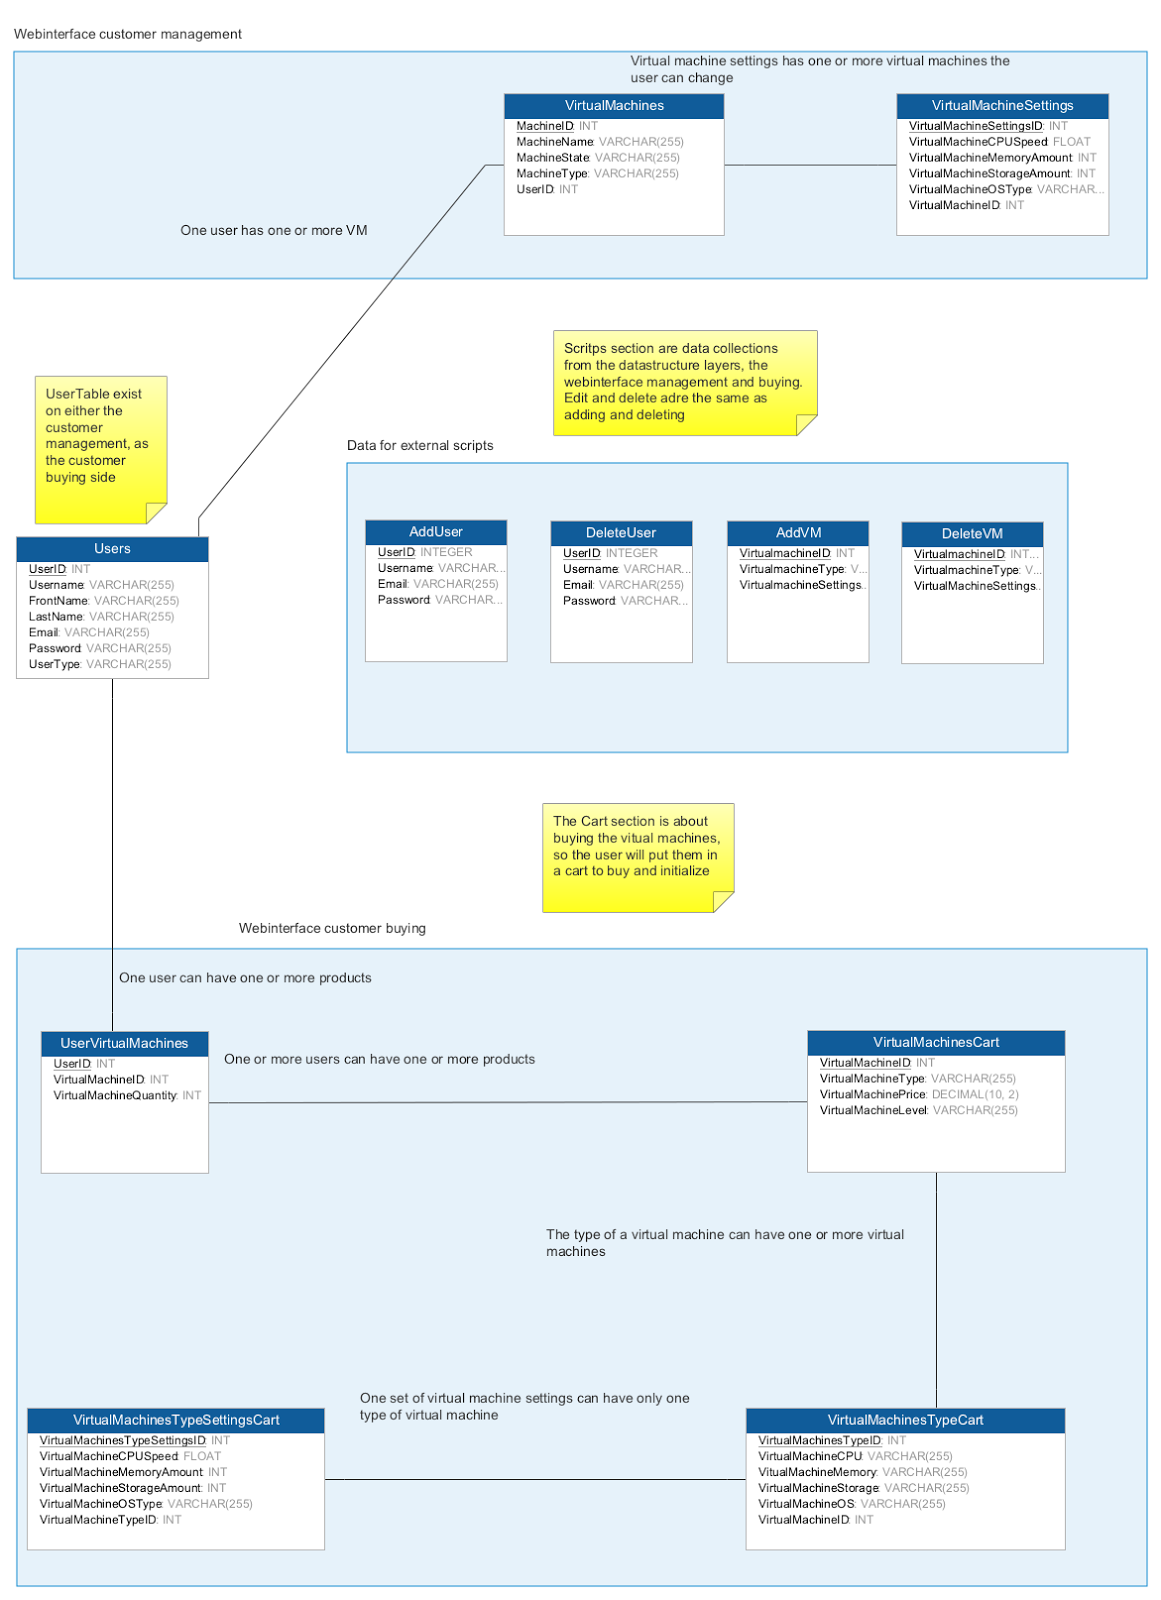 Webinterface customer management
Virtual machine settings has one or more virtual machines the
user can change
VirtualMachines
MachineID: INT
MachineName: VARCHAR(255)
MachineState: VARCHAR(255)
MachineType: VARCHAR(255)
UserID: INT
VirtualMachineSettings
VirtualMachineSettingsID: INT
VirtualMachineCPUSpeed: FLOAT
VirtualMachineMemoryAmount: INT
VirtualMachineStorageAmount: INT
VirtualMachineOSType: VARCHAR...
VirtualMachineID: INT
One user has one or more VM
Scritps section are data collections
from the datastructure layers, the
webinterface management and buying.
Edit and delete adre the same as
adding and deleting
UserTable exist
on either the
customer
management, as
the customer
buying side
Data for external scripts
Users
UserID: INT
Username: VARCHAR(255)
FrontName: VARCHAR(255)
LastName: VARCHAR(255)
Email: VARCHAR(255)
Password: VARCHAR(255)
UserType: VARCHAR(255)
AddUser
UserID: INTEGER
Username: VARCHAR...
Email: VARCHAR(255)
Password: VARCHAR...
DeleteUser
UserID: INTEGER
Username: VARCHAR...
Email: VARCHAR(255)
Password: VARCHAR...
AddVM
VirtualmachineID: INT
VirtualmachineType: V...
VirtualmachineSettings..
DeleteVM
VirtualmachineID: INT...
VirtualmachineType: V...
VirtualMachineSettings..
The Cart section is about
buying the vitual machines,
so the user will put them in
a cart to buy and initialize
Webinterface customer buying
One user can have one or more products
UserVirtualMachines
UserID: INT
VirtualMachineID: INT
VirtualMachineQuantity: INT
One or more users can have one or more products
VirtualMachinesCart
VirtualMachineID: INT
VirtualMachineType: VARCHAR(255)
VirtualMachinePrice: DECIMAL(10, 2)
VirtualMachineLevel: VARCHAR(255)
The type of a virtual machine can have one or more virtual
machines
One set of virtual machine settings can have only one
type of virtual machine
VirtualMachinesTypeSettingsCart
VirtualMachinesTypeSettingsID: INT
VirtualMachineCPUSpeed: FLOAT
VirtualMachineMemoryAmount: INT
VirtualMachineStorageAmount: INT
VirtualMachineOSType: VARCHAR(255)
VirtualMachineTypeID: INT
VirtualMachinesTypeCart
VirtualMachinesTypeID: INT
VirtualMachineCPU: VARCHAR(255)
VitualMachineMemory: VARCHAR(255)
VirtualMachineStorage: VARCHAR(255)
VirtualMachineOS: VARCHAR(255)
VirtualMachineID: INT